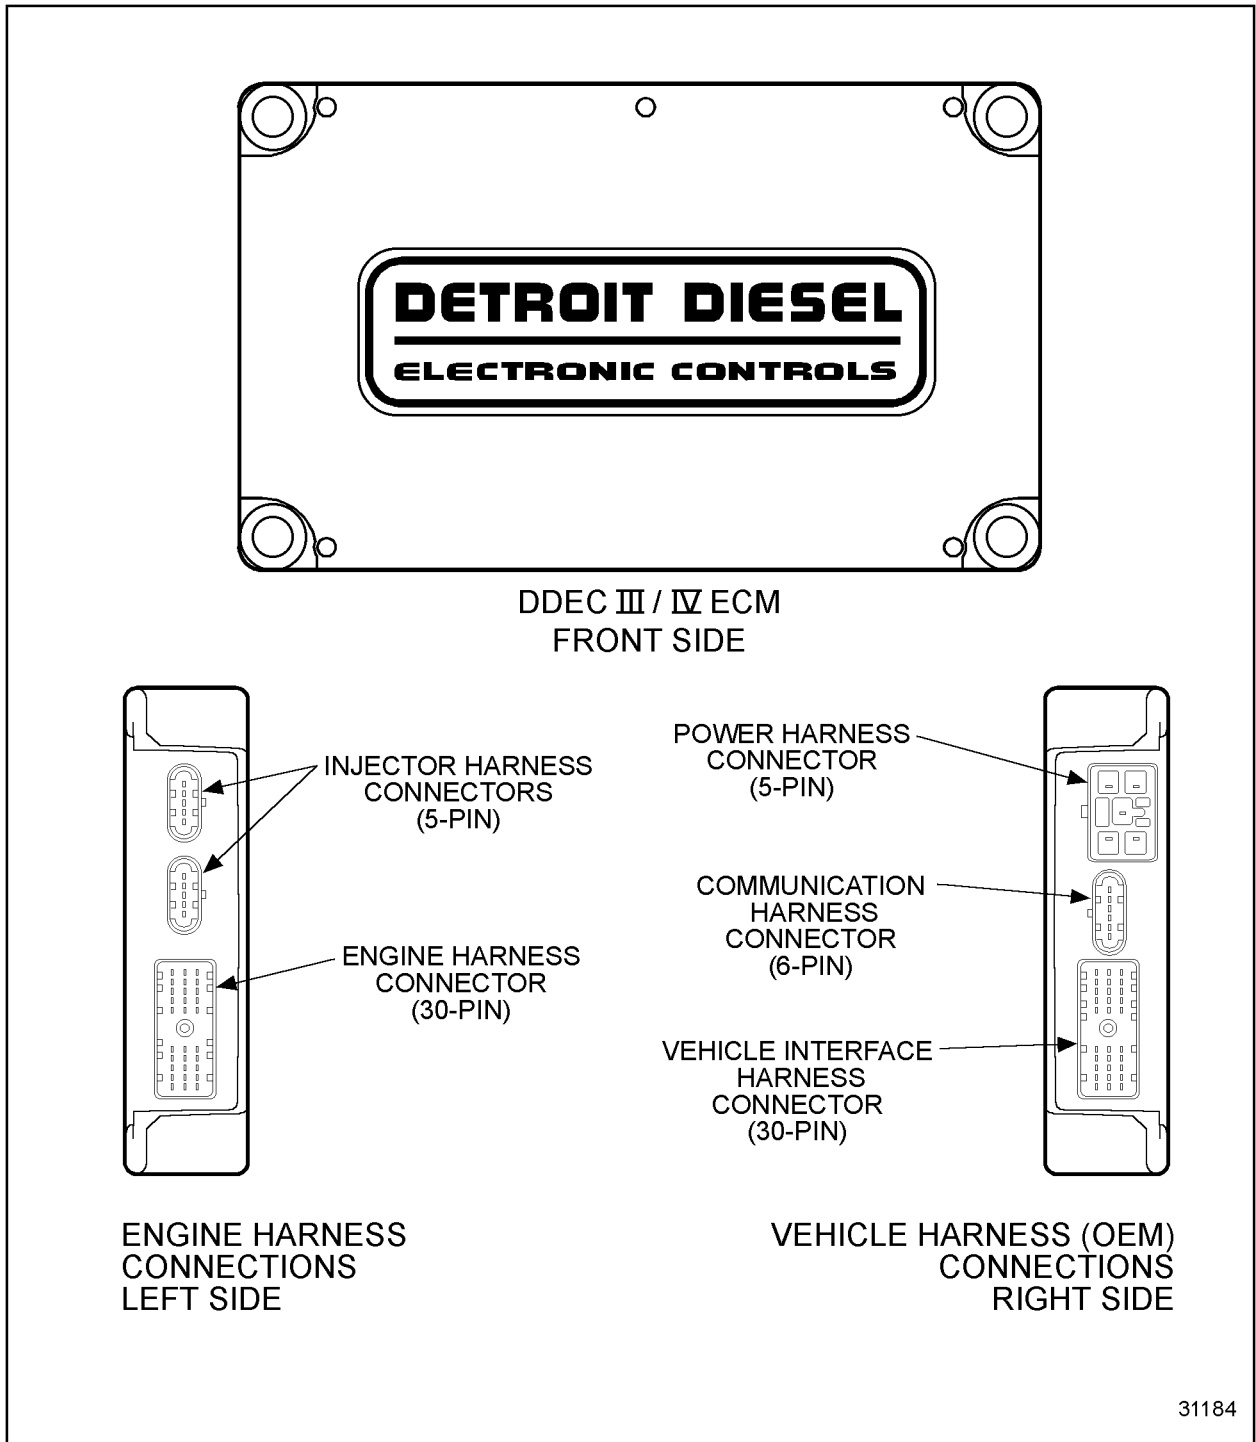 DETROIT DIESEL
ELECTRONIC CONTROLS
DDEC III / IV ECM
FRONT SIDE
INJECTOR HARNESS
CONNECTORS
(5-PIN)
ENGINE HARNESS
CONNECTOR
(30-PIN)
POWER HARNESS
CONNECTOR
(5-PIN)
COMMUNICATION
HARNESS
CONNECTOR
(6-PIN)
VEHICLE INTERFACE
HARNESS
CONNECTOR
(30-PIN)
ENGINE HARNESS
CONNECTIONS
LEFT SIDE
VEHICLE HARNESS (OEM)
CONNECTIONS
RIGHT SIDE
31184